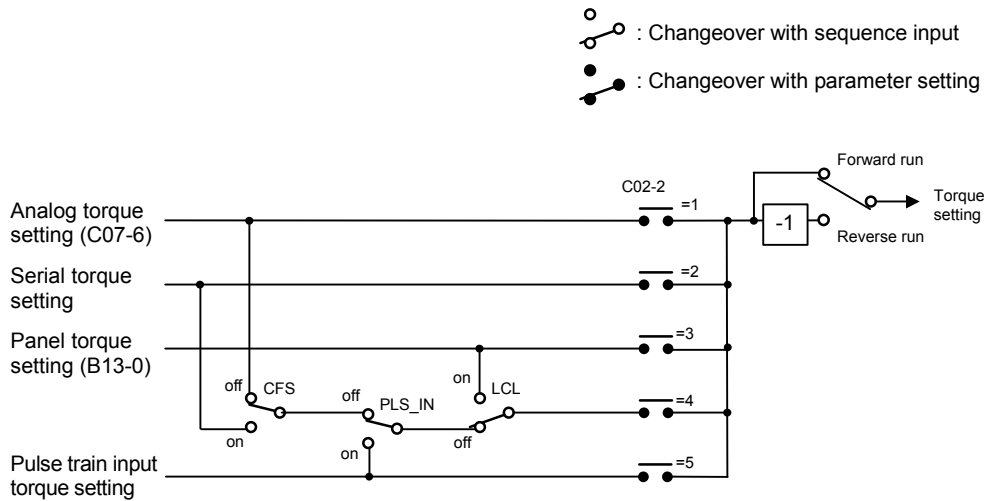 : Changeover with sequence input
: Changeover with parameter setting
Forward run
C02-2
Analog torque
setting (C07-6)
=1
-1
Torque
setting
Reverse run
Serial torque
setting
=2
Panel torque
setting (B13-0)
=3
off
CFS
off
PLS_IN
on
LCL
=4
on
off
on
Pulse train input
torque setting
=5